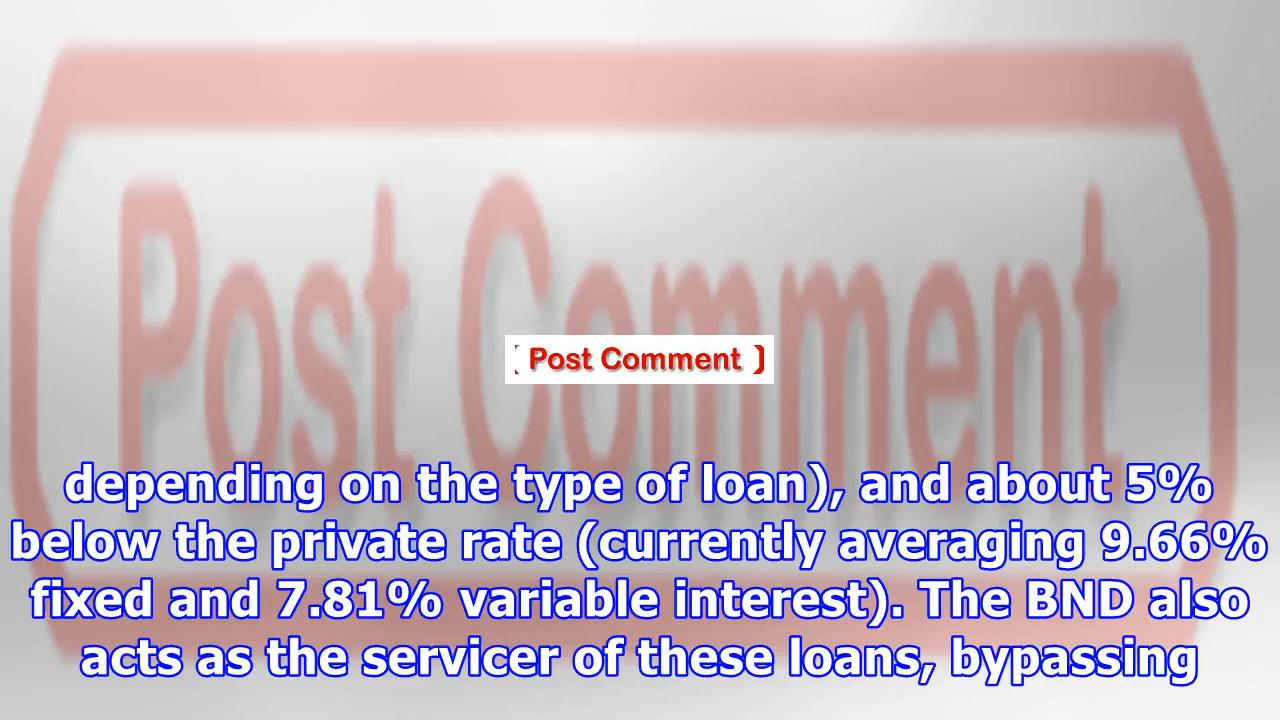 Post Comment
[ Post Comment ]
depending on the type of loan), and about 5%
below the private rate (currently averaging 9.66%
fixed and 7.81% variable interest). The BND also
acts as the servicer of these loans, bypassing